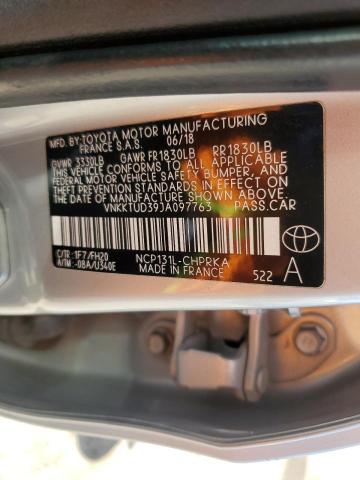 MFD. BY:TOYOTA MOTOR MANUFACTURING
FRANCE S.A.S. 06/18
GVWR 3330LB GAWR FR1830LB RR1830LB
THIS VEHICLE CONFORMS TO ALL APPLICABLE
FEDERAL MOTOR VEHICLE SAFETY, BUMPER, AND
THEFT PREVENTION STANDARDS IN EFFECT ON
THE DATE OF MANUFACTURE SHOWN ABOVE.
VNKKTUD39JA097763 PASS.CAR
C/TR: 1F7/FH20 NCP131L-CHPRKA
A/TM: -08A/U340E MADE IN FRANCE 522 A